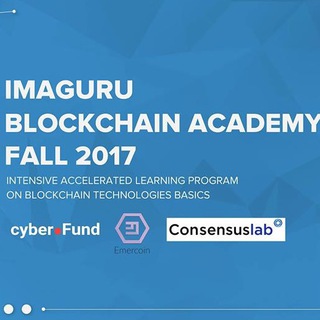 IMAGURU
BLOCKCHAIN ACADEMY
FALL 2017
INTENSIVE ACCELERATED LEARNING PROGRAM
ON BLOCKCHAIN TECHNOLOGIES BASICS
cyber•Fund
Emercoin
Consensuslab